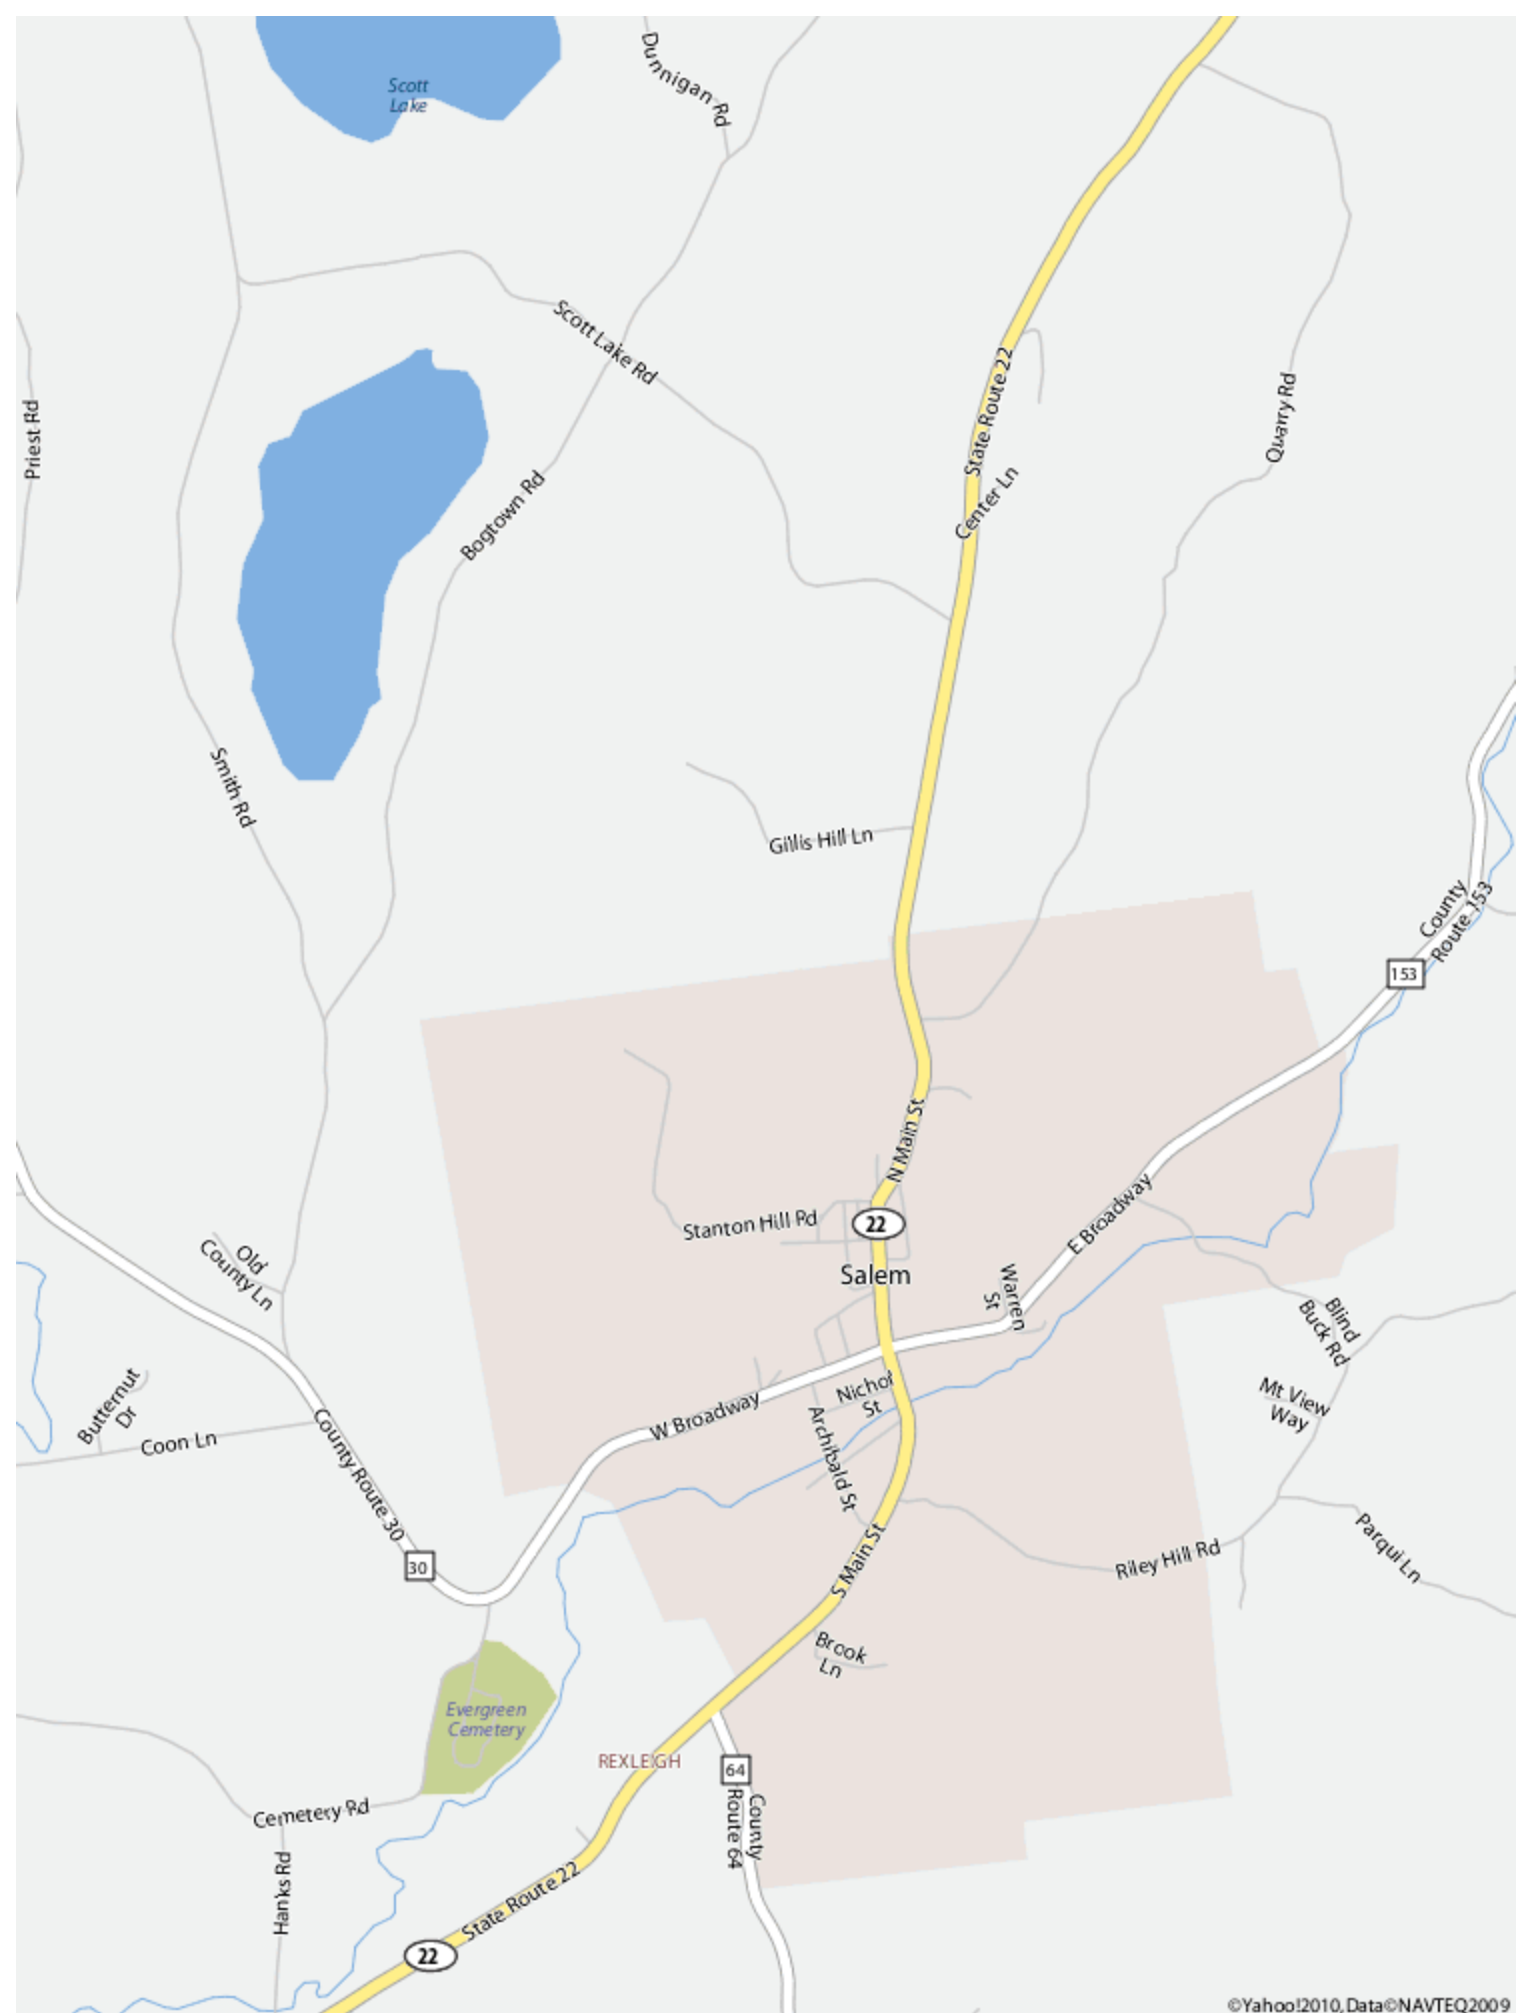 Scott
Lake
Dunnigan Rd
Scott Lake Rd
State Route 22
Priest Rd
Quarry Rd
Center Ln
Bogtown Rd
Smith Rd
Gillis Hill Ln
County
Route 153
153
N Main St
Stanton Hill Rd
22
E Broadway
Old
County Ln
Salem
Warren
St
Blind
Buck Rd
Butternut
Dr
Nichol
St
Mt View
Way
W Broadway
Coon Ln
County Route 30
Archibald St
30
S Main St
Riley Hill Rd
Parqui Ln
Brook
Ln
Evergreen
Cemetery
REXLEIGH
64
County
Route 64
Cemetery Rd
Hanks Rd
State Route 22
22
©Yahoo!2010,Data©NAVTEQ2009